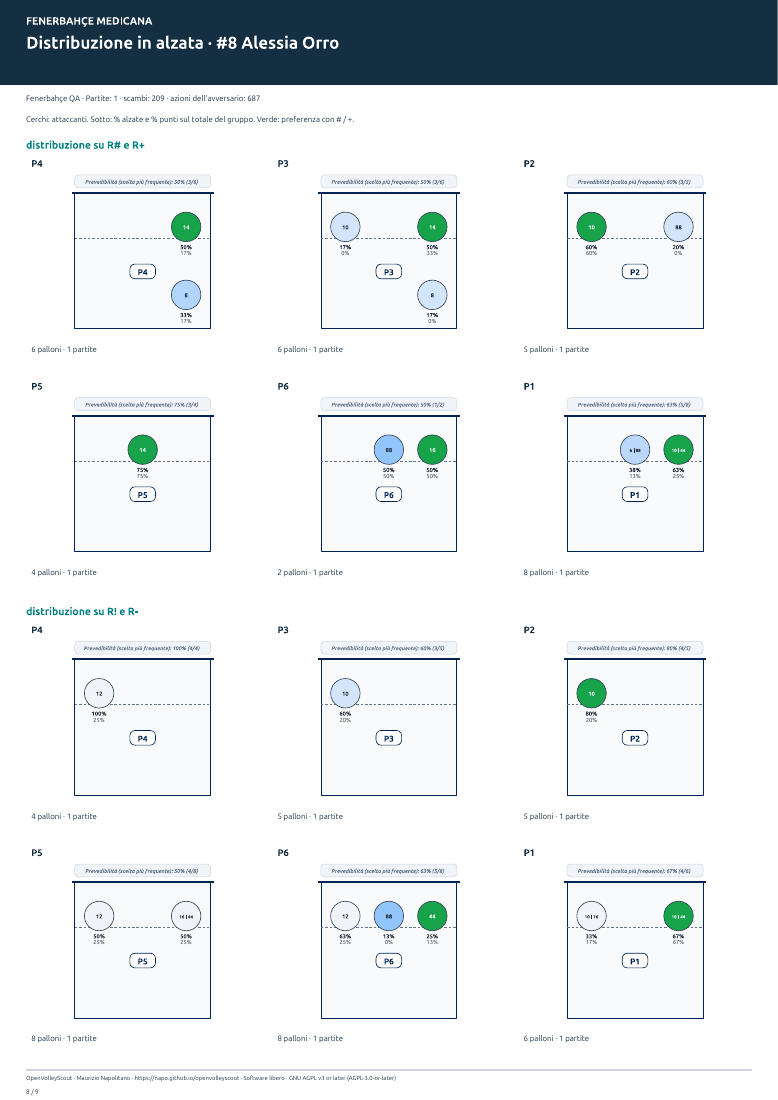 FENERBAHÇE MEDICANA
Distribuzione in alzata · #8 Alessia Orro
Fenerbahçe QA · Partite: 1 · scambi: 209 · azioni dell'avversario: 687
Cerchi: attaccanti. Sotto: % alzate e % punti sul totale del gruppo. Verde: preferenza con # / +.
distribuzione su R# e R+
P4
Prevedibilità (scelta più frequente): 50% (3/6)
14
50%
17%
P4
8
33%
17%
6 palloni · 1 partite
P3
Prevedibilità (scelta più frequente): 50% (3/6)
10
17%
0%
14
50%
33%
P3
8
17%
0%
6 palloni · 1 partite
P2
Prevedibilità (scelta più frequente): 60% (3/5)
10
60%
60%
88
20%
0%
P2
5 palloni · 1 partite
P5
Prevedibilità (scelta più frequente): 75% (3/4)
14
75%
75%
P5
4 palloni · 1 partite
P6
Prevedibilità (scelta più frequente): 50% (1/2)
88
50%
50%
16
50%
50%
P6
2 palloni · 1 partite
P1
Prevedibilità (scelta più frequente): 63% (5/8)
38%
13%
63%
25%
P1
8 palloni · 1 partite
distribuzione su R! e R-
P4
Prevedibilità (scelta più frequente): 100% (4/4)
12
100%
25%
P4
4 palloni · 1 partite
P3
Prevedibilità (scelta più frequente): 60% (3/5)
10
60%
20%
P3
5 palloni · 1 partite
P2
Prevedibilità (scelta più frequente): 80% (4/5)
10
80%
20%
P2
5 palloni · 1 partite
P5
Prevedibilità (scelta più frequente): 50% (4/8)
12
50%
25%
50%
25%
P5
8 palloni · 1 partite
P6
Prevedibilità (scelta più frequente): 63% (5/8)
12
63%
25%
88
13%
0%
44
25%
13%
P6
8 palloni · 1 partite
P1
Prevedibilità (scelta più frequente): 67% (4/6)
33%
17%
67%
67%
P1
6 palloni · 1 partite
OpenVolleyScout · Maurizio Napolitano · https://napo.github.io/openvolleyscout · Software libero · GNU AGPL v3 or later (AGPL-3.0-or-later)
8 / 9